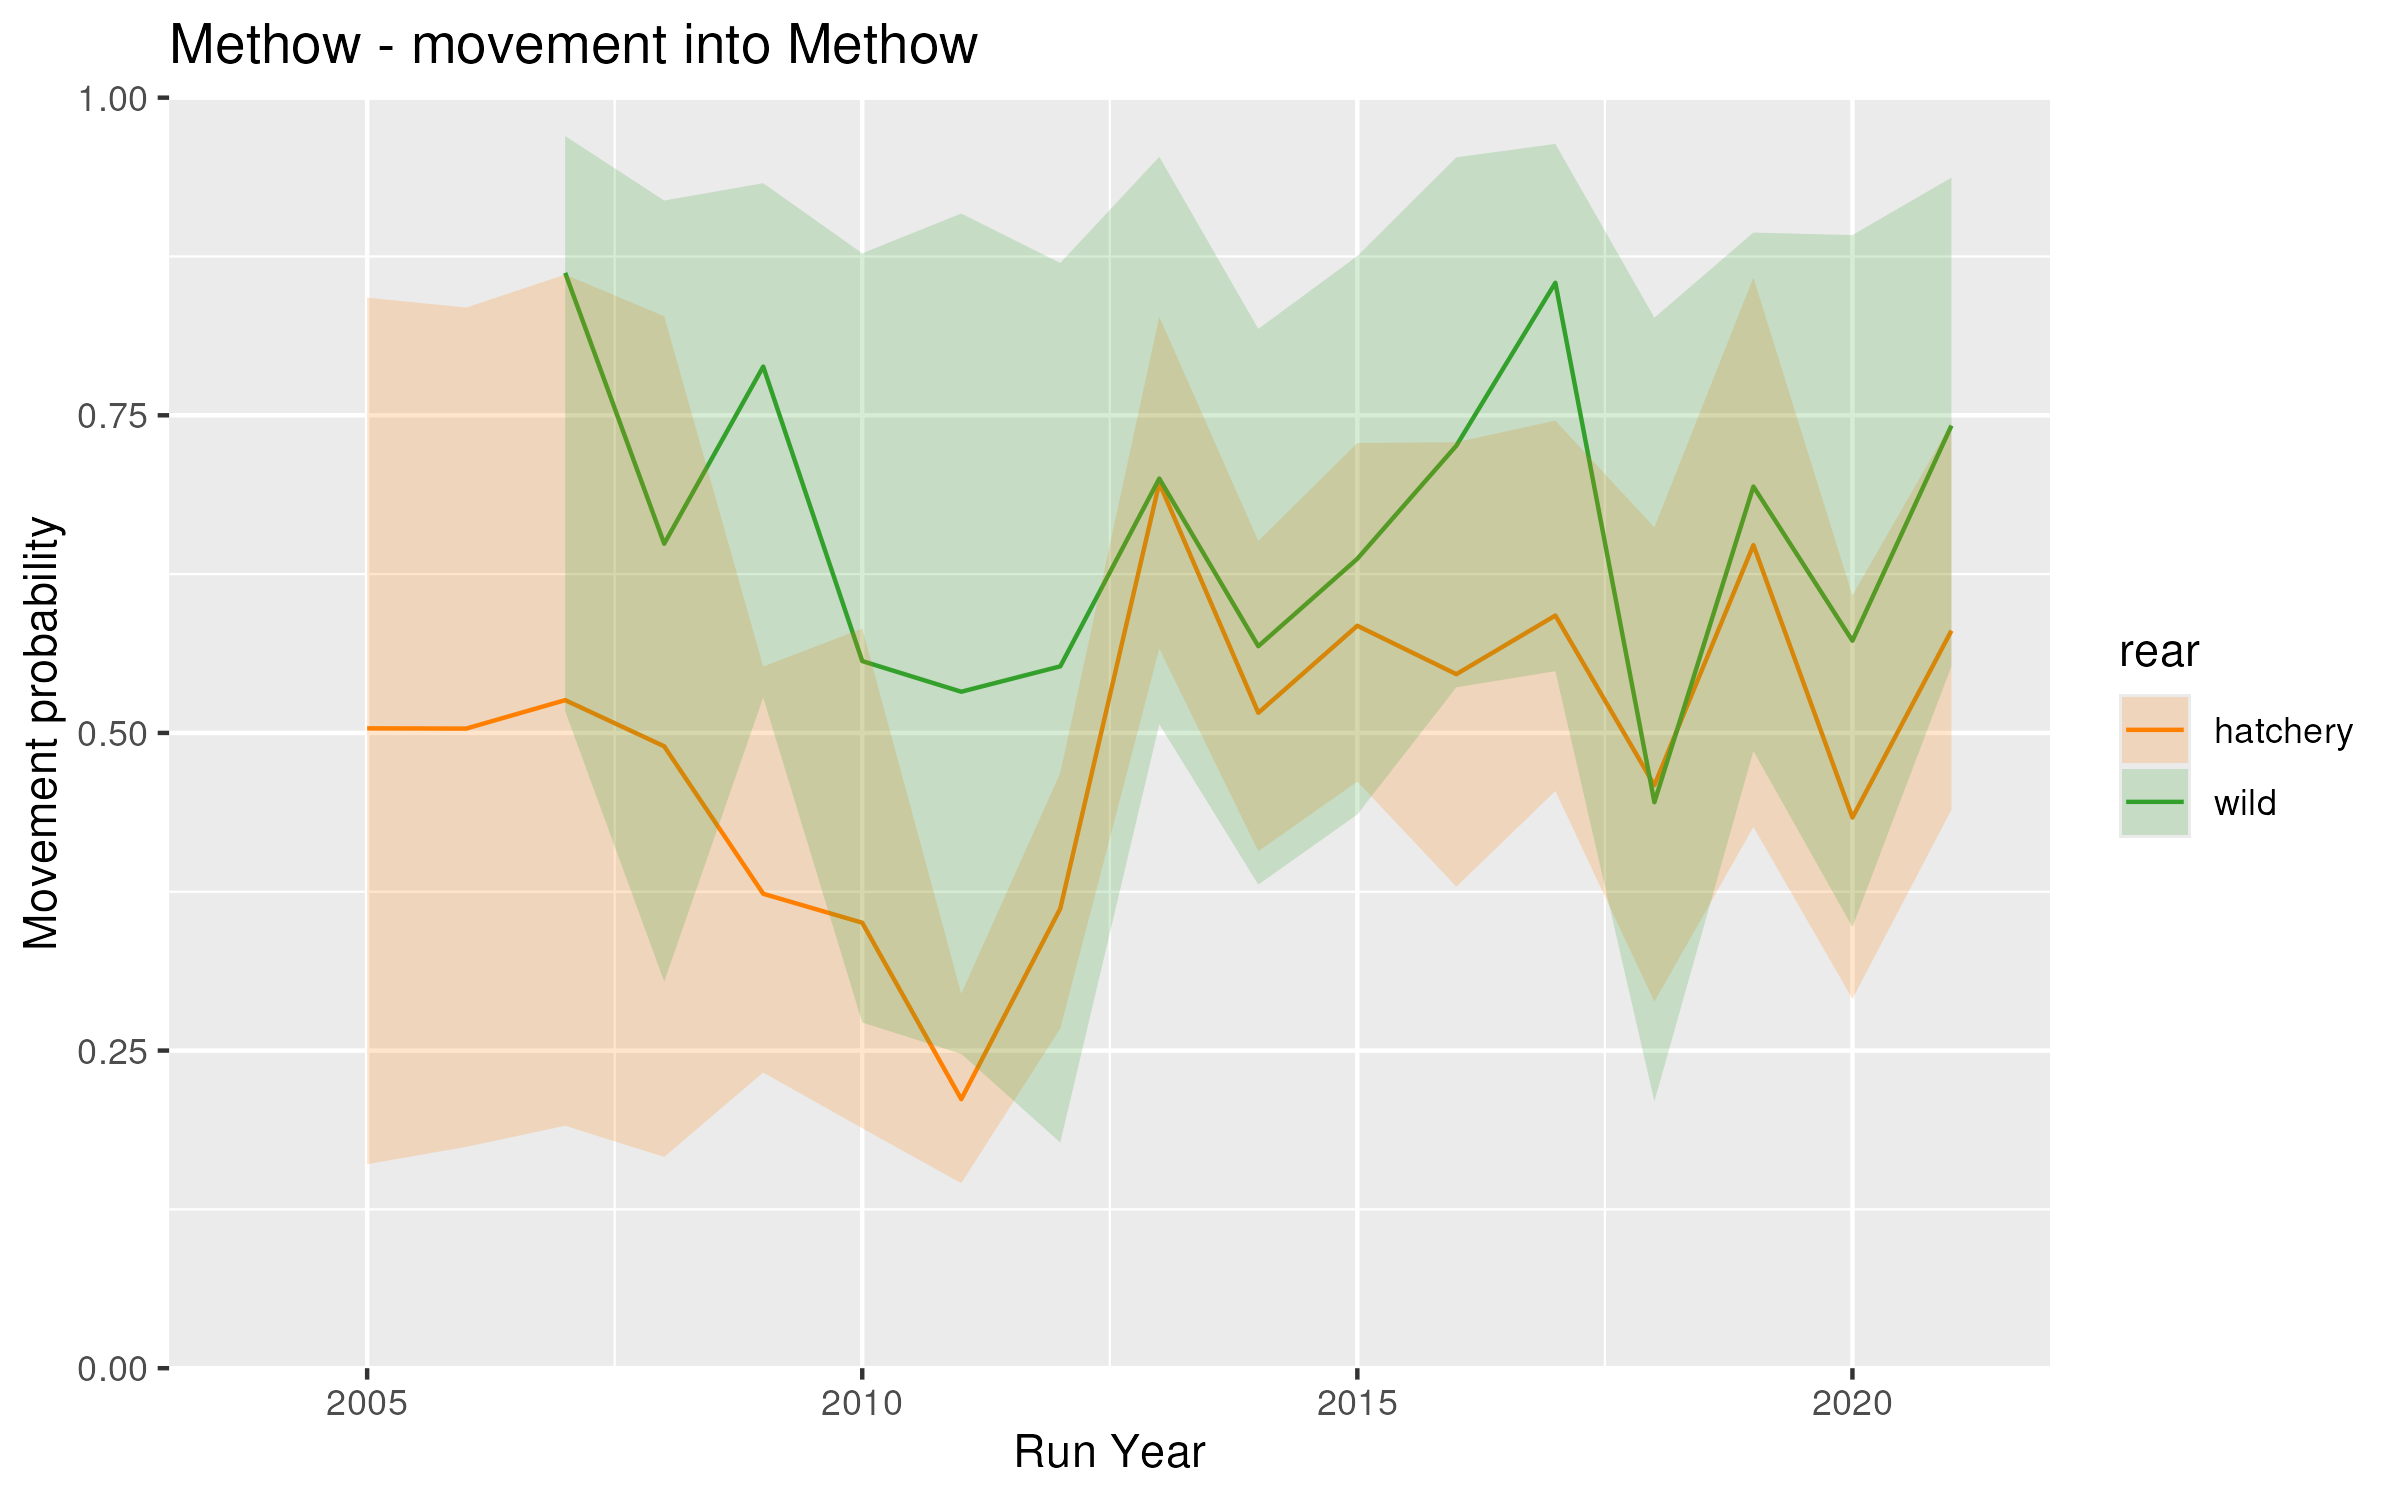 Methow - movement into Methow
1.00
0.75
0.50
0.25
0.00
Movement probability
2005 2010 2015 2020
Run Year
rear
hatchery
wild